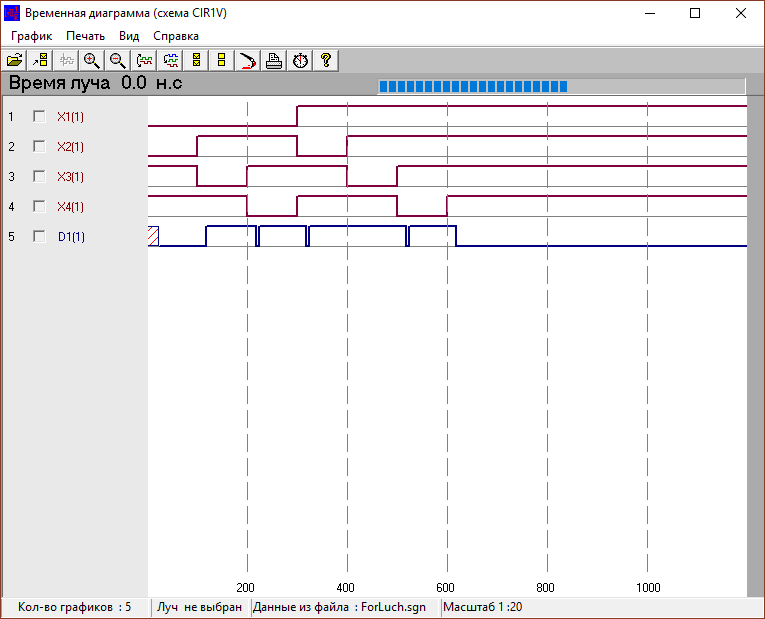 Временная диаграмма (схема CIR1V)
График Печать Вид Справка
Время луча 0.0 н.с
1 X1(1)
2 X2(1)
3 X3(1)
4 X4(1)
5 D1(1)
200 400 600 800 1000
Кол-во графиков : 5 Луч не выбран Данные из файла : ForLuch.sgn Масштаб 1 :20